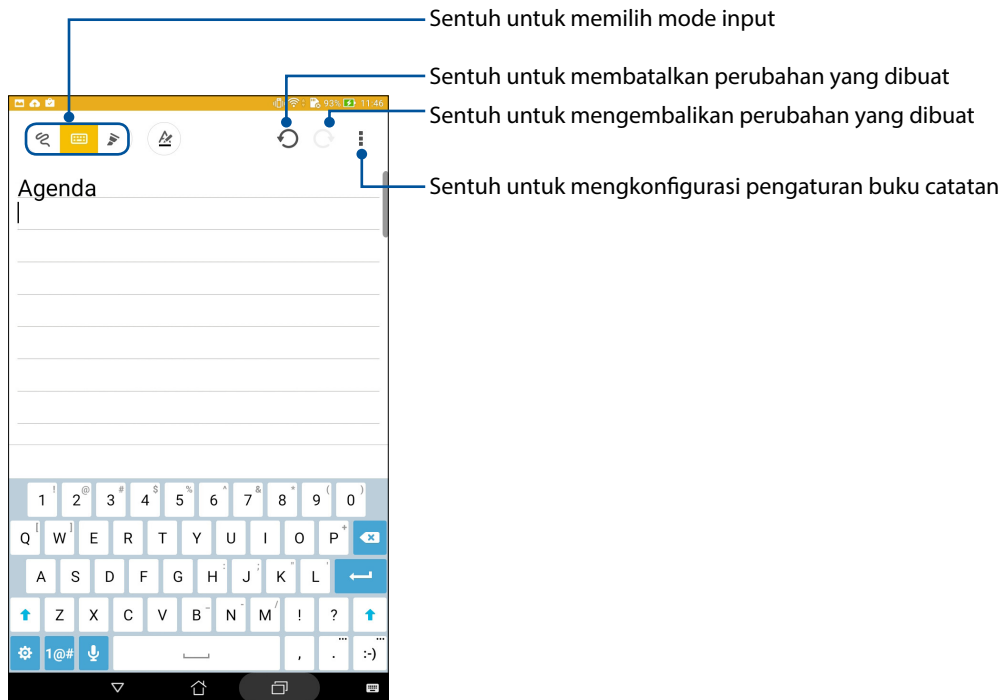 Sentuh untuk memilih mode input
Sentuh untuk membatalkan perubahan yang dibuat
93% 11:46
Sentuh untuk mengembalikan perubahan yang dibuat
A
Sentuh untuk mengkonfigurasi pengaturan buku catatan
Agenda
1 ! 2 @ 3 # 4 $ 5 % 6 ^ 7 & 8 * 9 ( 0 )
Q [ W ] E R T Y U I O P +
A S D F G H : J ; K " L '
Z X C V B _ N - M / ! ?
1@# , . ... :-) ...